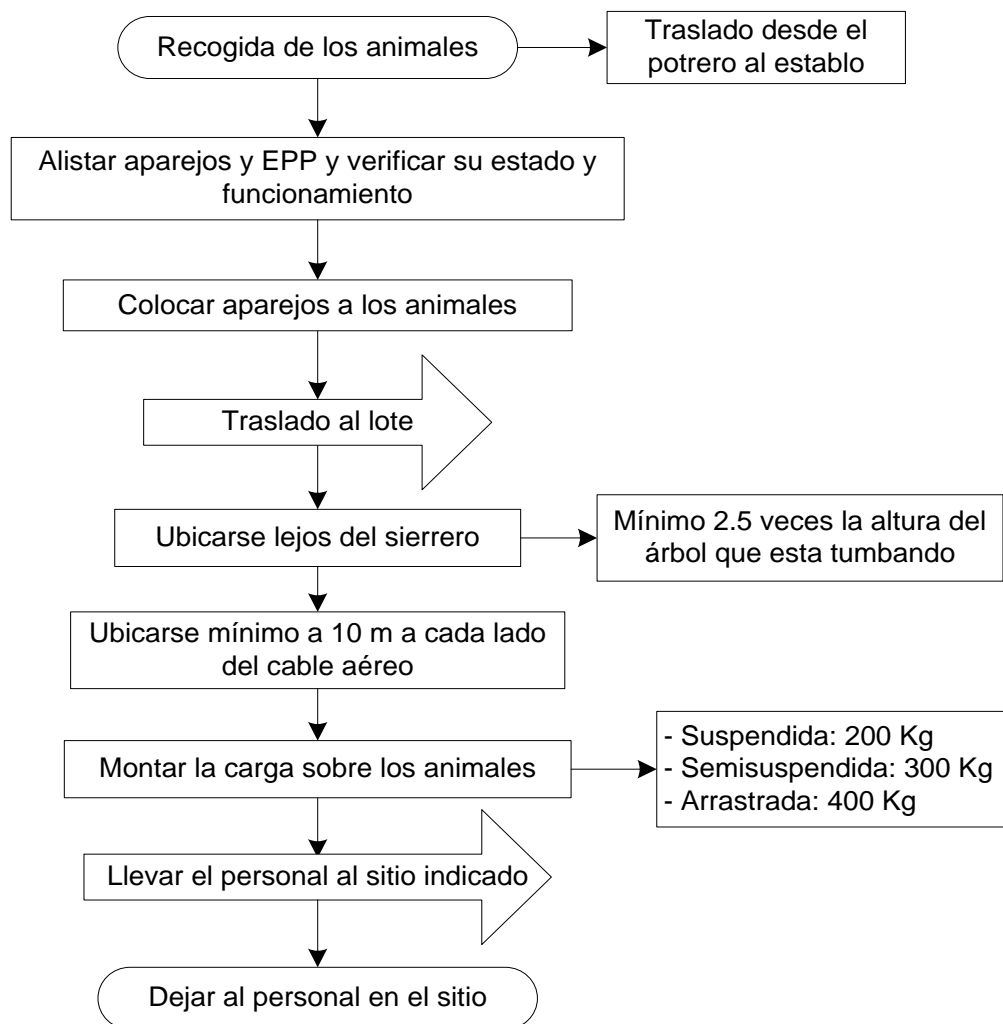 Recogida de los animales
Traslado desde el
potrero al establo
Alistar aparejos y EPP y verificar su estado y
funcionamiento
Colocar aparejos a los animales
Traslado al lote
Ubicarse lejos del sierrero
Mínimo 2.5 veces la altura del
árbol que esta tumbando
Ubicarse mínimo a 10 m a cada lado
del cable aéreo
Montar la carga sobre los animales
- Suspendida: 200 Kg
- Semisuspendida: 300 Kg
- Arrastrada: 400 Kg
Llevar el personal al sitio indicado
Dejar al personal en el sitio